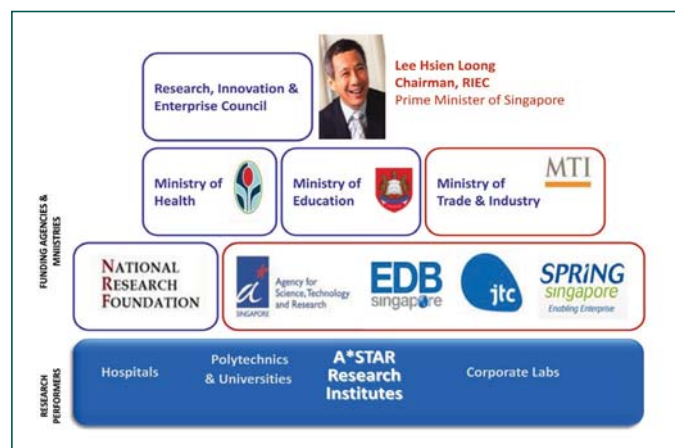 Research, Innovation &
Enterprise Council
Lee Hsien Loong
Chairman, RIEC
Prime Minister of Singapore
FUNDING AGENCIES &
MNIISTRIES
Ministry of
Health
Ministry of
Education
Ministry of
Trade & Industry
MTI
NATIONAL
RESEARCH
FOUNDATION
a*
SINGAPORE
Agency for
Science, Technology
and Research
EDB
singapore
jtc
SPRING
singapore
Enabling Enterprise
RESEARCH
PERFORMERS
Hospitals
Polytechnics
& Universities
A*STAR
Research
Institutes
Corporate Labs